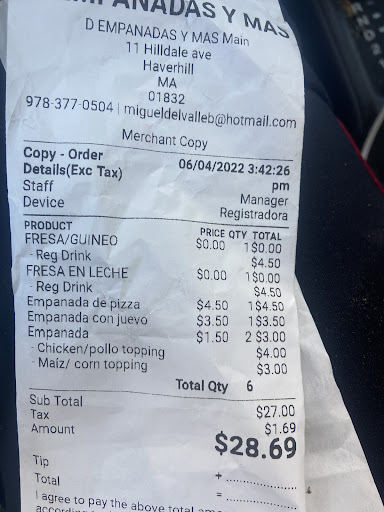 EMPANADAS Y MAS
D EMPANADAS Y MAS Main
11 Hilldale ave
Haverhill
MA
01832
978-377-0504 | migueldelvalleb@hotmail.com
Merchant Copy
Copy - Order 06/04/2022 3:42:26
Details(Exc Tax) pm
Staff Manager
Device Registradora
PRODUCT PRICE QTY TOTAL
FRESA/GUINEO $0.00 1 $0.00
- Reg Drink $4.50
FRESA EN LECHE $0.00 1 $0.00
- Reg Drink $4.50
Empanada de pizza $4.50 1 $4.50
Empanada con juevo $3.50 1 $3.50
Empanada $1.50 2 $3.00
- Chicken/pollo topping $4.00
- Maíz/ corn topping $3.00
Total Qty 6
Sub Total $27.00
Tax $1.69
Amount $28.69
Tip + ...............
Total = ...............
I agree to pay the above total